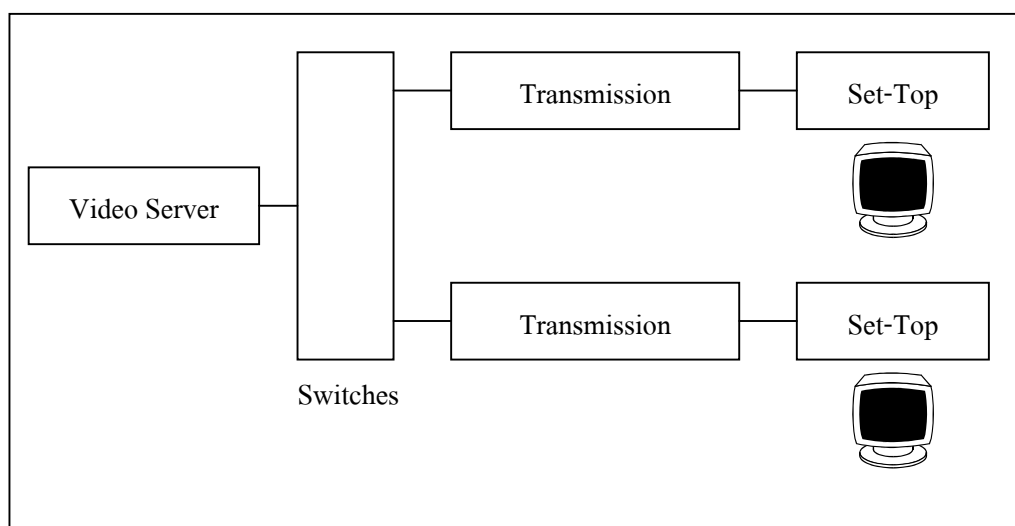 Transmission
Set-Top
Video Server
Transmission
Set-Top
Switches